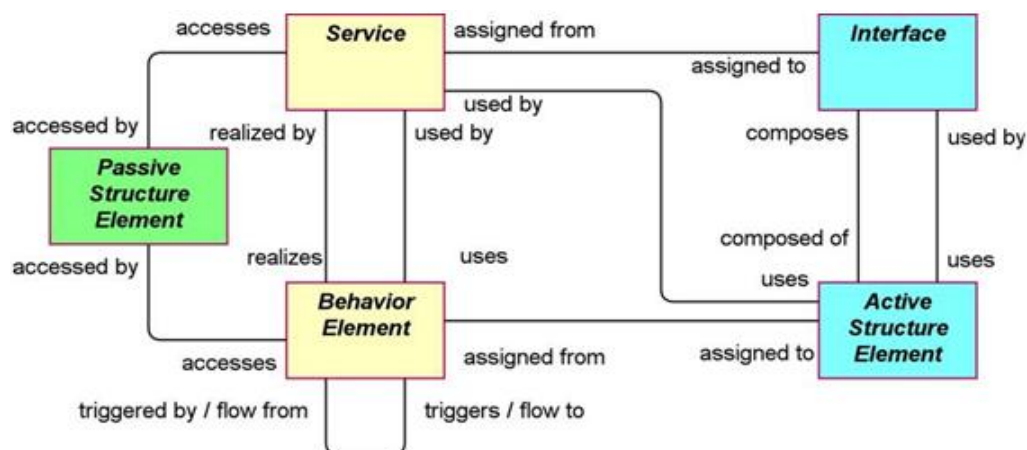 accesses
Service
assigned from
Interface
assigned to
used by
accessed by
realized by
used by
composes
used by
Passive
Structure
Element
accessed by
realizes
uses
composed of
uses
uses
Behavior
Element
Active
Structure
Element
accesses
assigned from
assigned to
triggered by / flow from
triggers / flow to